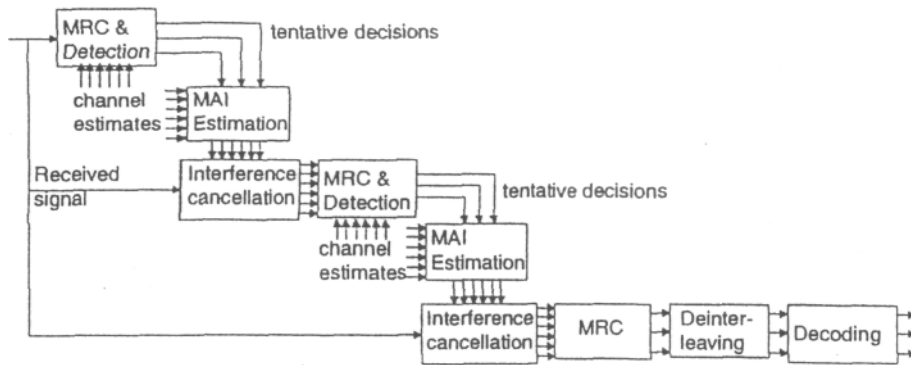 MRC &
Detection
tentative decisions
channel
estimates
MAI
Estimation
Received
signal
Interference
cancellation
MRC &
Detection
tentative decisions
channel
estimates
MAI
Estimation
Interference
cancellation
MRC
Deinter-
leaving
Decoding